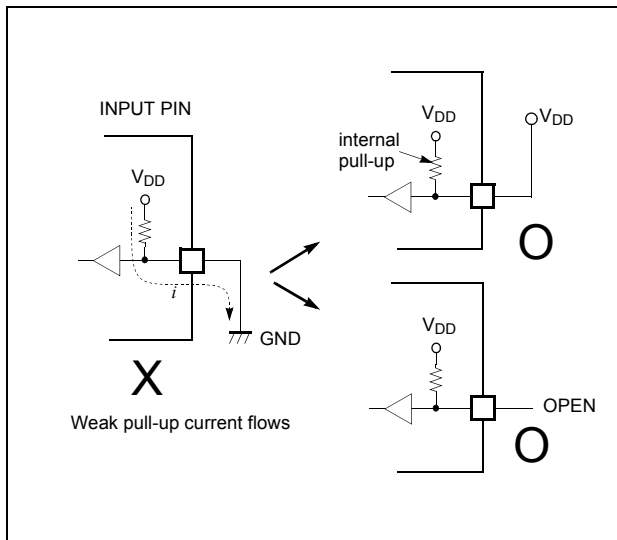 INPUT PIN
VDD
i
GND
X
Weak pull-up current flows
internal
pull-up
VDD
VDD
O
VDD
OPEN
O